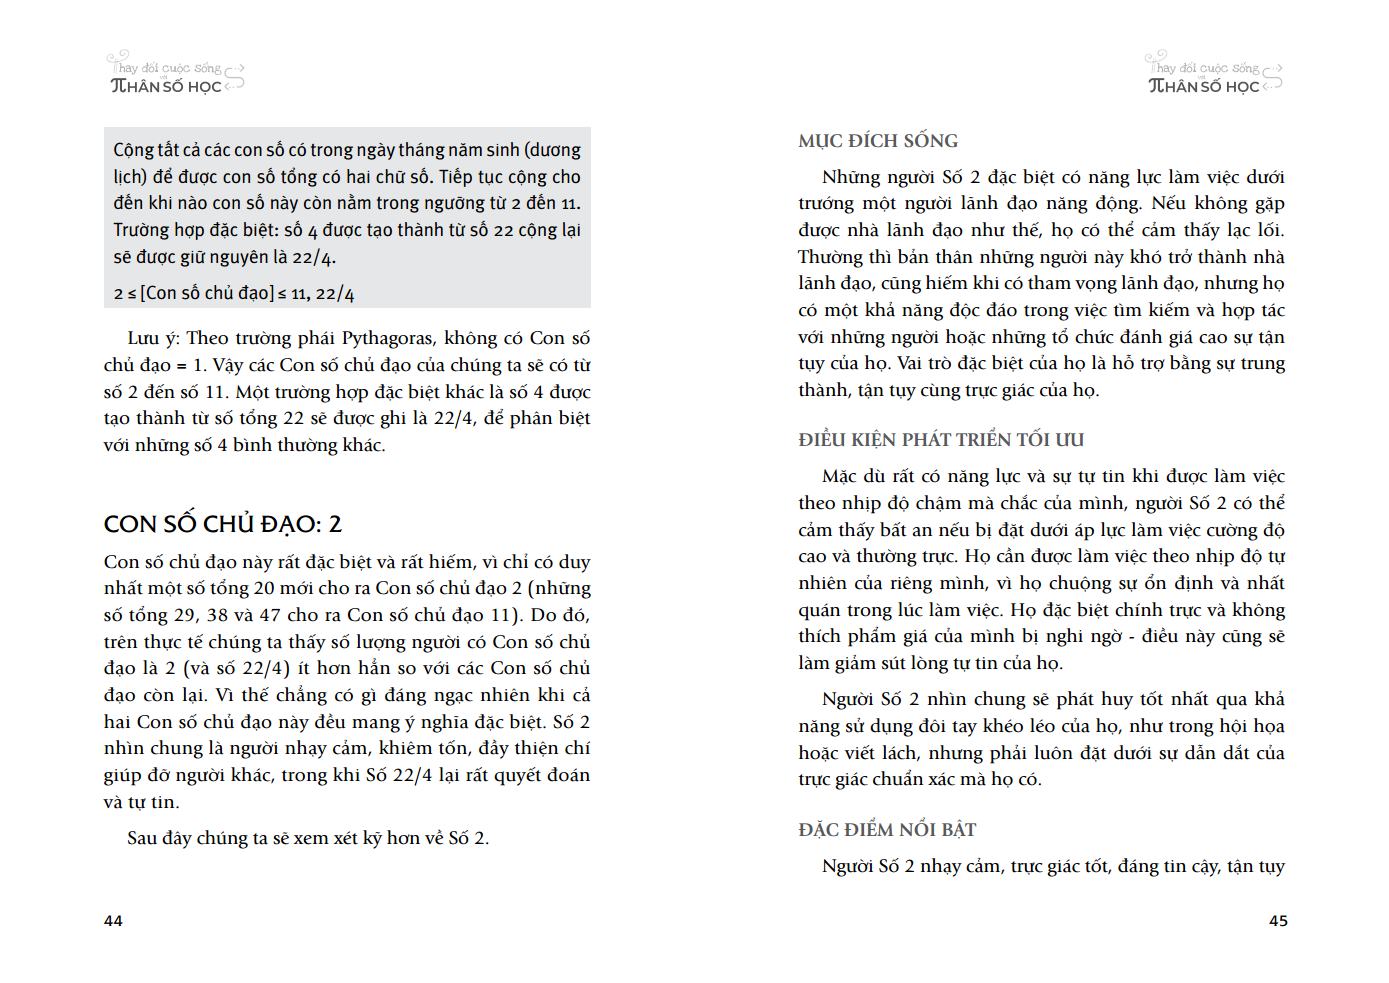 Thay đổi cuộc sống
với
NHÂN SỐ HỌC
Cộng tất cả các con số có trong ngày tháng năm sinh (dương
lịch) để được con số tổng có hai chữ số. Tiếp tục cộng cho
đến khi nào con số này còn nằm trong ngưỡng từ 2 đến 11.
Trường hợp đặc biệt: số 4 được tạo thành từ số 22 cộng lại
sẽ được giữ nguyên là 22/4.
2 ≤ [Con số chủ đạo] ≤ 11, 22/4
Lưu ý: Theo trường phái Pythagoras, không có Con số
chủ đạo = 1. Vậy các Con số chủ đạo của chúng ta sẽ có từ
số 2 đến số 11. Một trường hợp đặc biệt khác là số 4 được
tạo thành từ số tổng 22 sẽ được ghi là 22/4, để phân biệt
với những số 4 bình thường khác.
CON SỐ CHỦ ĐẠO: 2
Con số chủ đạo này rất đặc biệt và rất hiếm, vì chỉ có duy
nhất một số tổng 20 mới cho ra Con số chủ đạo 2 (những
số tổng 29, 38 và 47 cho ra Con số chủ đạo 11). Do đó,
trên thực tế chúng ta thấy số lượng người có Con số chủ
đạo là 2 (và số 22/4) ít hơn hẳn so với các Con số chủ
đạo còn lại. Vì thế chẳng có gì đáng ngạc nhiên khi cả
hai Con số chủ đạo này đều mang ý nghĩa đặc biệt. Số 2
nhìn chung là người nhạy cảm, khiêm tốn, đầy thiện chí
giúp đỡ người khác, trong khi Số 22/4 lại rất quyết đoán
và tự tin.
Sau đây chúng ta sẽ xem xét kỹ hơn về Số 2.
44
Thay đổi cuộc sống
với
NHÂN SỐ HỌC
MỤC ĐÍCH SỐNG
Những người Số 2 đặc biệt có năng lực làm việc dưới
trướng một người lãnh đạo năng động. Nếu không gặp
được nhà lãnh đạo như thế, họ có thể cảm thấy lạc lối.
Thường thì bản thân những người này khó trở thành nhà
lãnh đạo, cũng hiếm khi có tham vọng lãnh đạo, nhưng họ
có một khả năng độc đáo trong việc tìm kiếm và hợp tác
với những người hoặc những tổ chức đánh giá cao sự tận
tụy của họ. Vai trò đặc biệt của họ là hỗ trợ bằng sự trung
thành, tận tụy cùng trực giác của họ.
ĐIỀU KIỆN PHÁT TRIỂN TỐI ƯU
Mặc dù rất có năng lực và sự tự tin khi được làm việc
theo nhịp độ chậm mà chắc của mình, người Số 2 có thể
cảm thấy bất an nếu bị đặt dưới áp lực làm việc cường độ
cao và thường trực. Họ cần được làm việc theo nhịp độ tự
nhiên của riêng mình, vì họ chuộng sự ổn định và nhất
quán trong lúc làm việc. Họ đặc biệt chính trực và không
thích phẩm giá của mình bị nghi ngờ - điều này cũng sẽ
làm giảm sút lòng tự tin của họ.
Người Số 2 nhìn chung sẽ phát huy tốt nhất qua khả
năng sử dụng đôi tay khéo léo của họ, như trong hội họa
hoặc viết lách, nhưng phải luôn đặt dưới sự dẫn dắt của
trực giác chuẩn xác mà họ có.
ĐẶC ĐIỂM NỔI BẬT
Người Số 2 nhạy cảm, trực giác tốt, đáng tin cậy, tận tụy
45